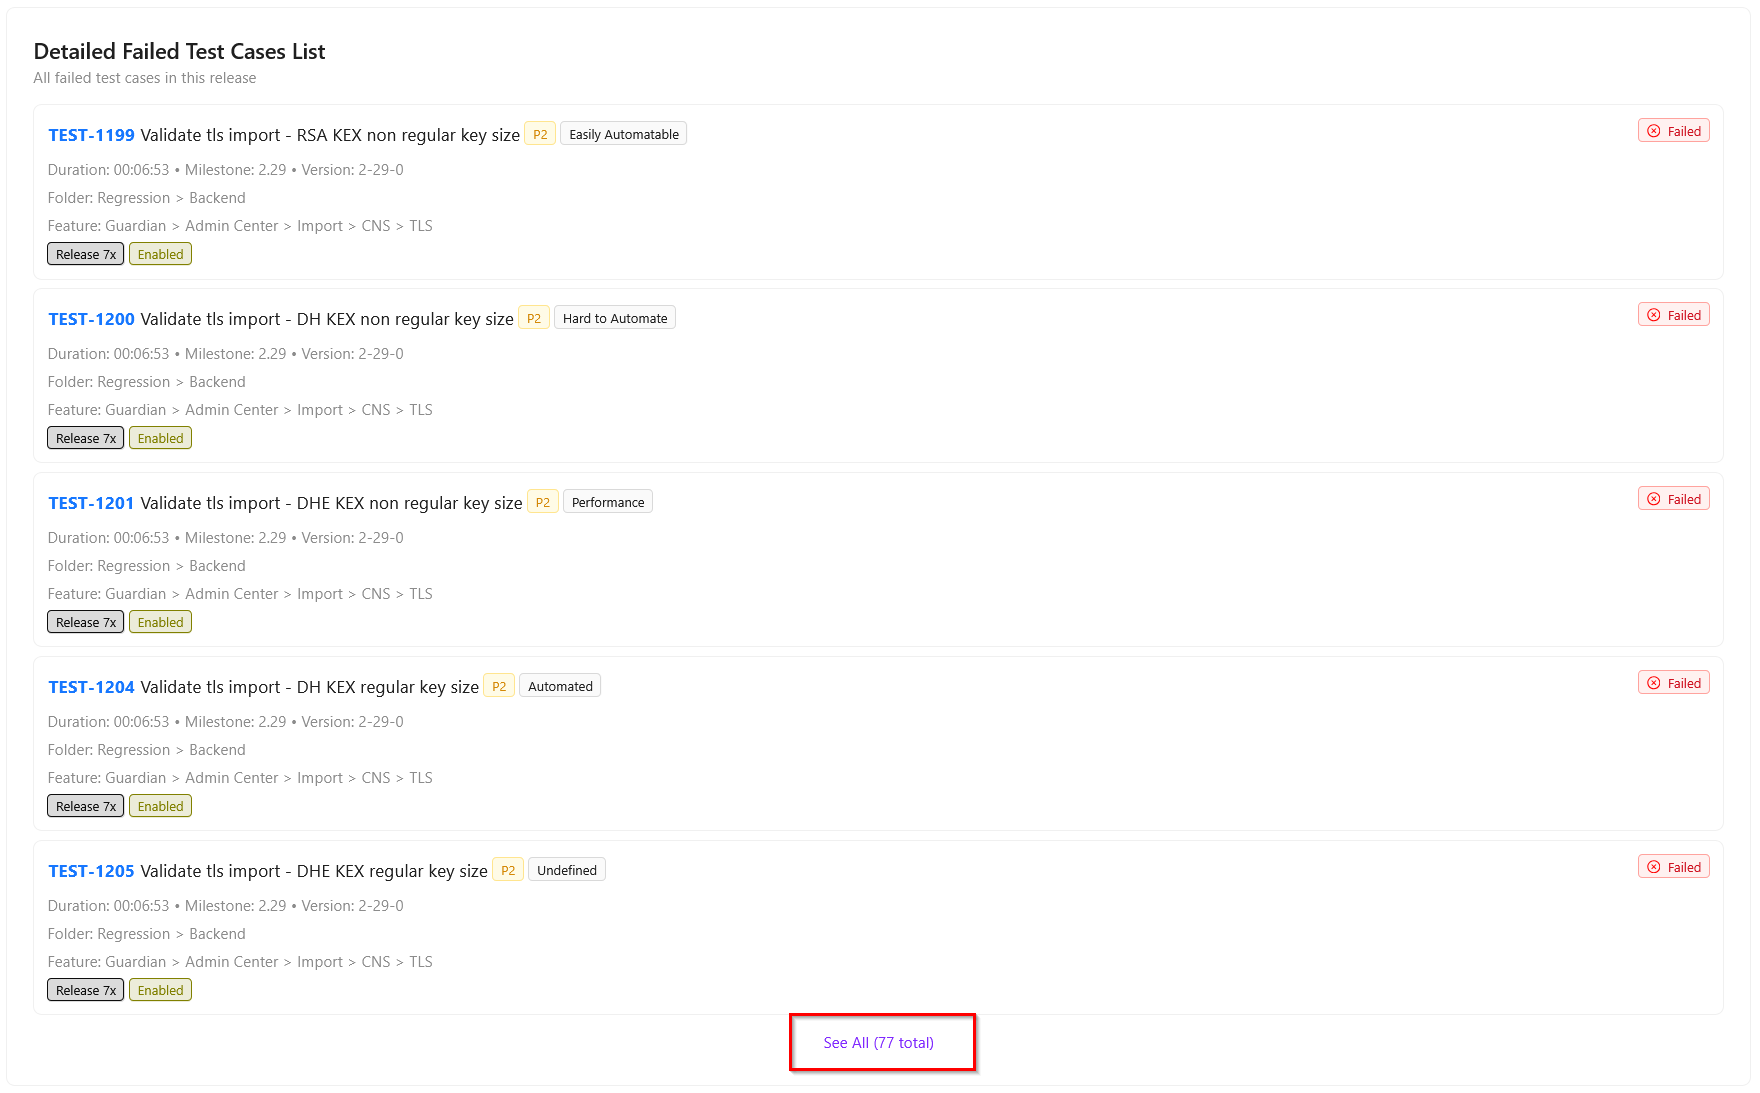 Detailed Failed Test Cases List
All failed test cases in this release
TEST-1199 Validate tls import - RSA KEX non regular key size P2 Easily Automatable Failed
Duration: 00:06:53 • Milestone: 2.29 • Version: 2-29-0
Folder: Regression > Backend
Feature: Guardian > Admin Center > Import > CNS > TLS
Release 7x Enabled
TEST-1200 Validate tls import - DH KEX non regular key size P2 Hard to Automate Failed
Duration: 00:06:53 • Milestone: 2.29 • Version: 2-29-0
Folder: Regression > Backend
Feature: Guardian > Admin Center > Import > CNS > TLS
Release 7x Enabled
TEST-1201 Validate tls import - DHE KEX non regular key size P2 Performance Failed
Duration: 00:06:53 • Milestone: 2.29 • Version: 2-29-0
Folder: Regression > Backend
Feature: Guardian > Admin Center > Import > CNS > TLS
Release 7x Enabled
TEST-1204 Validate tls import - DH KEX regular key size P2 Automated Failed
Duration: 00:06:53 • Milestone: 2.29 • Version: 2-29-0
Folder: Regression > Backend
Feature: Guardian > Admin Center > Import > CNS > TLS
Release 7x Enabled
TEST-1205 Validate tls import - DHE KEX regular key size P2 Undefined Failed
Duration: 00:06:53 • Milestone: 2.29 • Version: 2-29-0
Folder: Regression > Backend
Feature: Guardian > Admin Center > Import > CNS > TLS
Release 7x Enabled
See All (77 total)